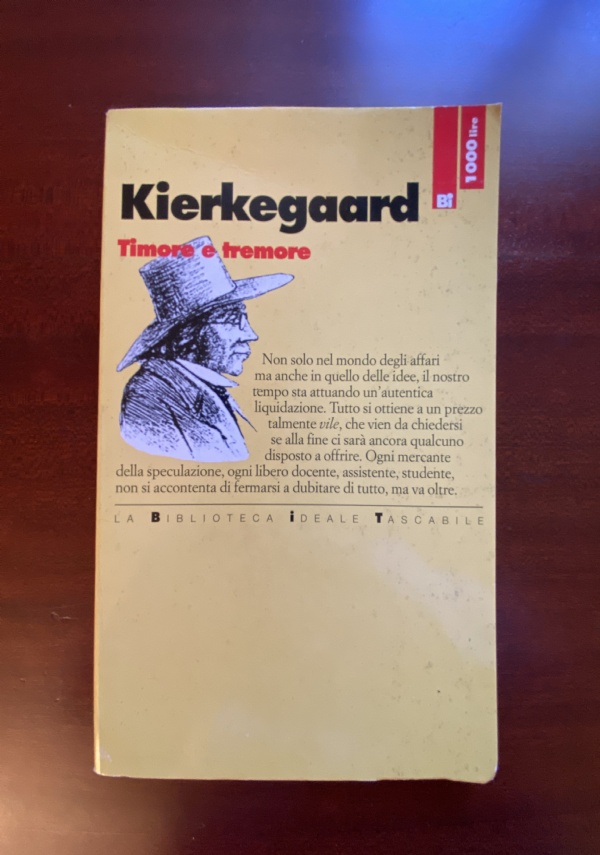 1000 lire
Kierkegaard
Bi
Timore e tremore
Non solo nel mondo degli affari
ma anche in quello delle idee, il nostro
tempo sta attuando un'autentica
liquidazione. Tutto si ottiene a un prezzo
talmente vile, che vien da chiedersi
se alla fine ci sarà ancora qualcuno
disposto a offrire. Ogni mercante
della speculazione, ogni libero docente, assistente, studente,
non si accontenta di fermarsi a dubitare di tutto, ma va oltre.
LA BIBLIOTECA IDEALE TASCABILE